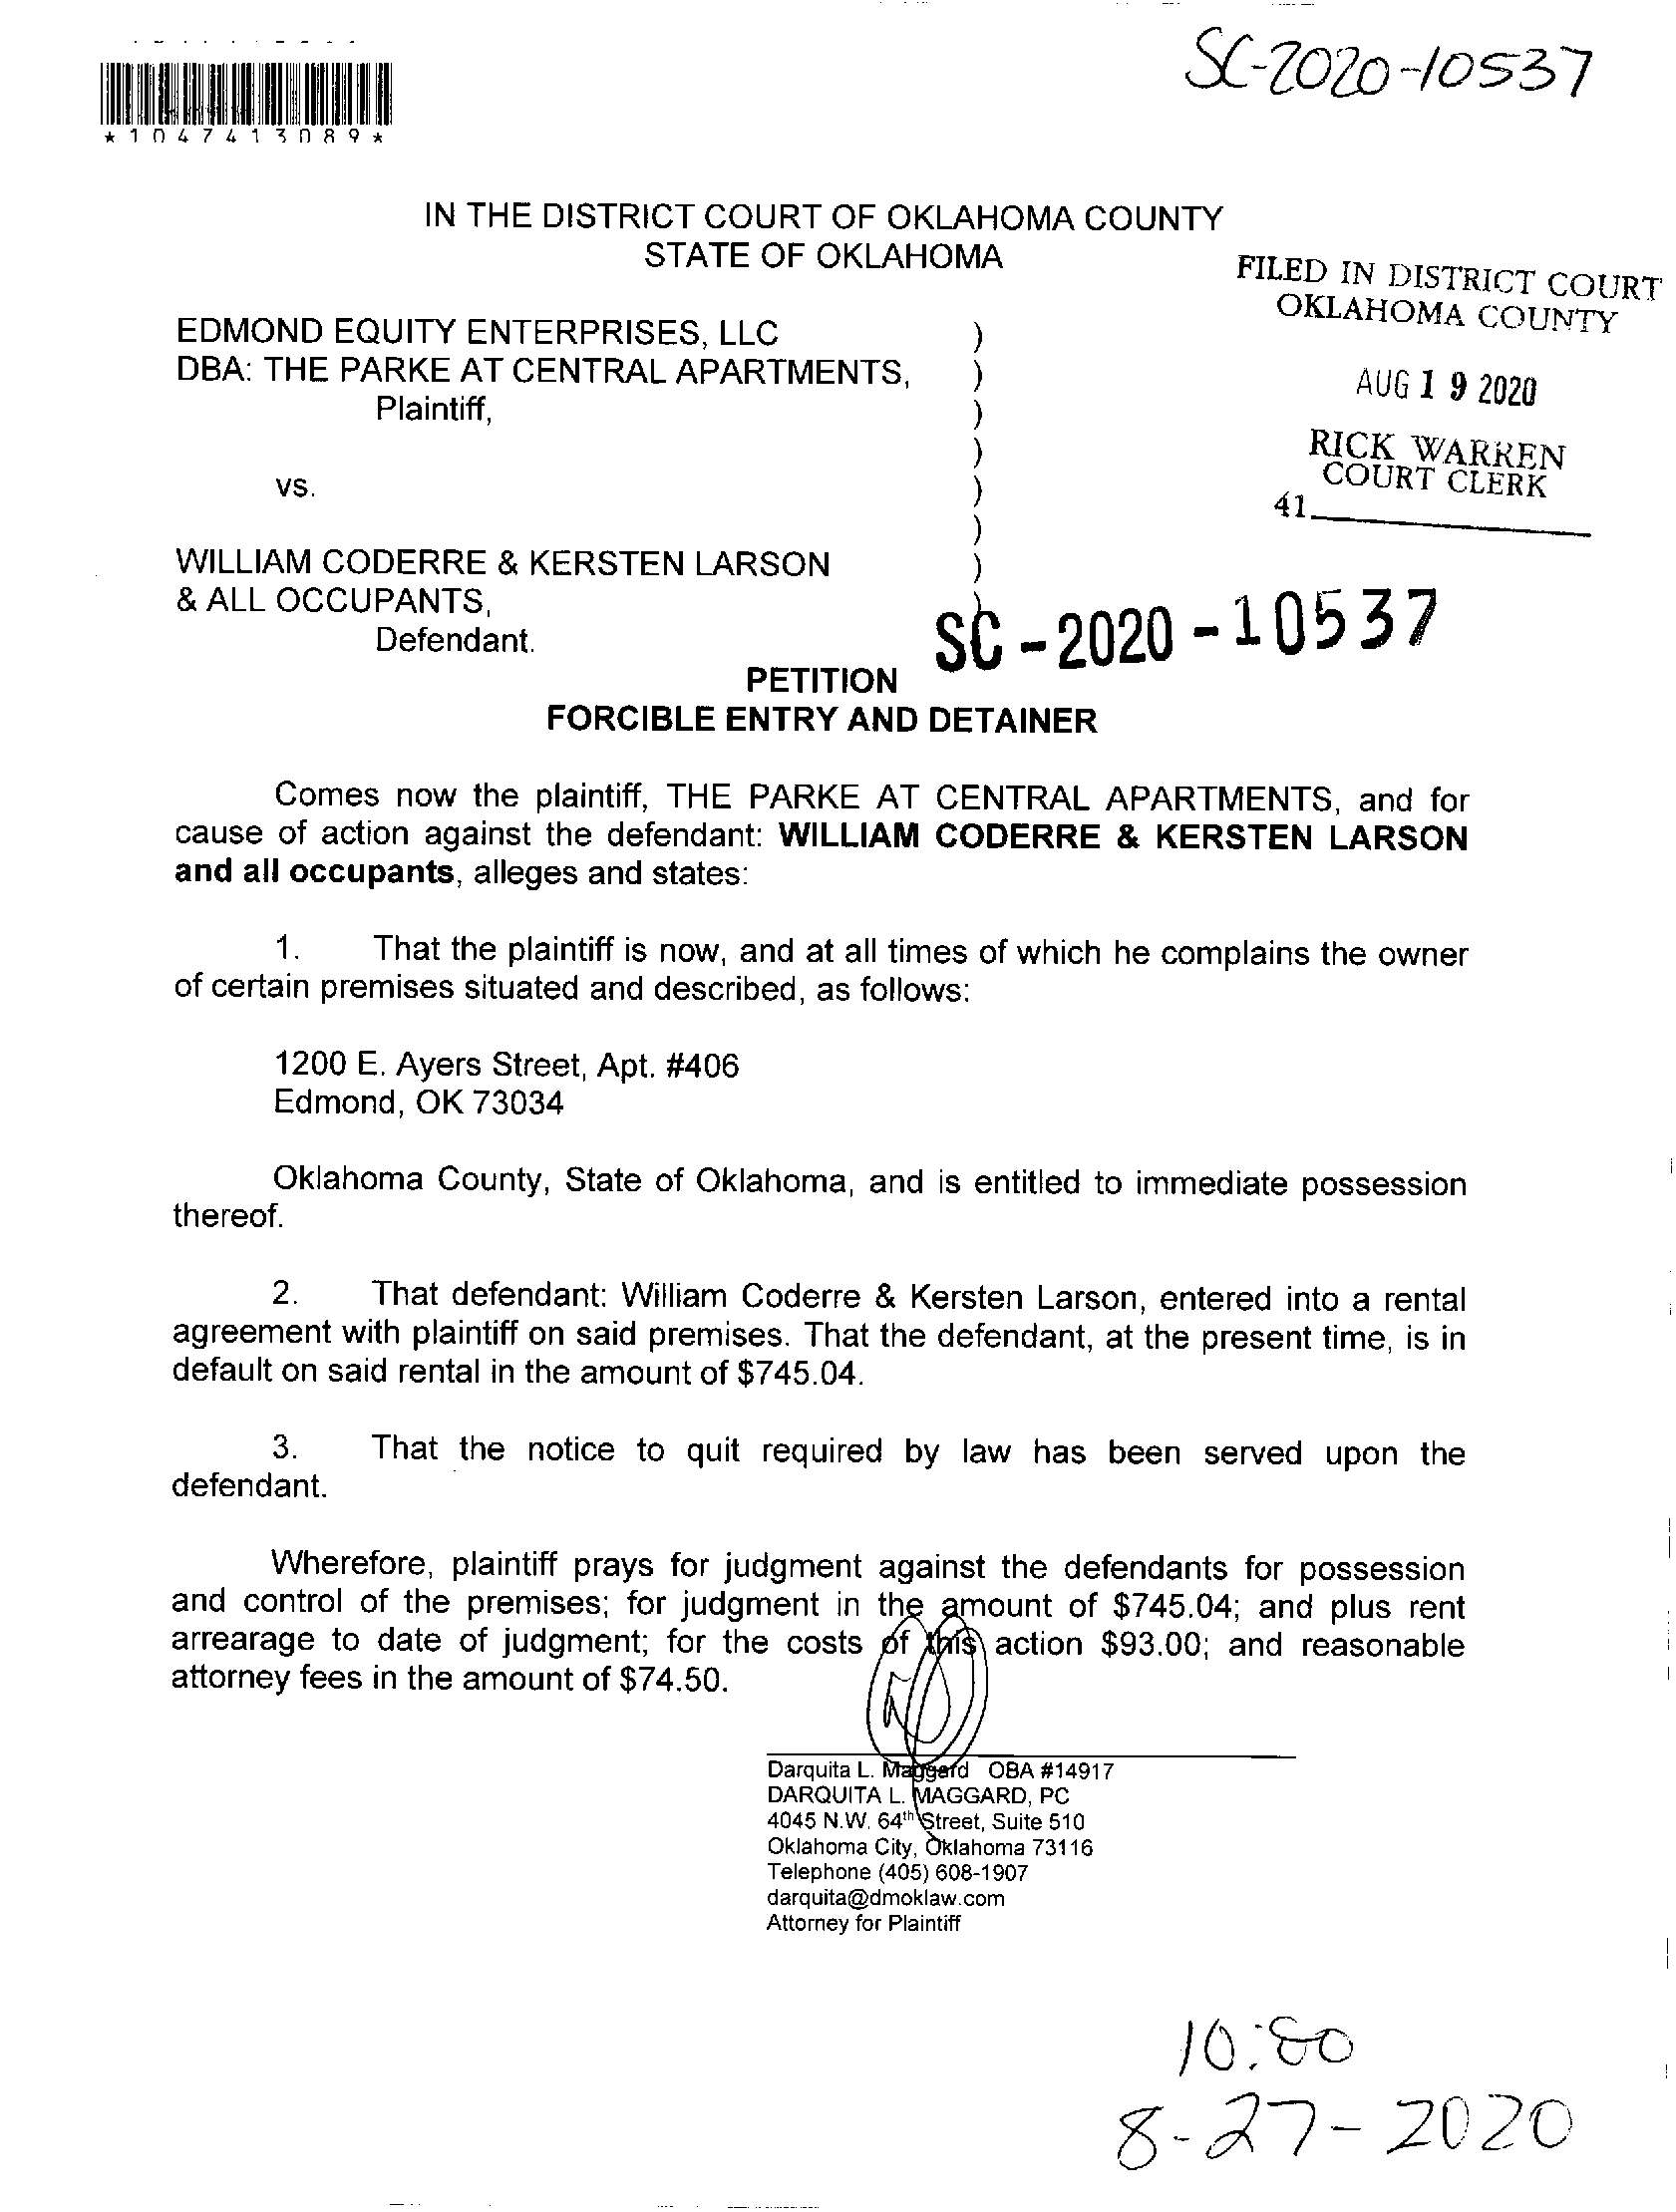 SC-2020-10537
*1047413089*
IN THE DISTRICT COURT OF OKLAHOMA COUNTY
STATE OF OKLAHOMA
FILED IN DISTRICT COURT
OKLAHOMA COUNTY
AUG 19 2020
RICK WARREN
COURT CLERK
41
EDMOND EQUITY ENTERPRISES, LLC )
DBA: THE PARKE AT CENTRAL APARTMENTS, )
Plaintiff, )
)
vs. )
)
WILLIAM CODERRE & KERSTEN LARSON )
& ALL OCCUPANTS, )
Defendant.
SC-2020-10537
PETITION
FORCIBLE ENTRY AND DETAINER
Comes now the plaintiff, THE PARKE AT CENTRAL APARTMENTS, and for
cause of action against the defendant: WILLIAM CODERRE & KERSTEN LARSON
and all occupants, alleges and states:
1. That the plaintiff is now, and at all times of which he complains the owner
of certain premises situated and described, as follows:
1200 E. Ayers Street, Apt. #406
Edmond, OK 73034
Oklahoma County, State of Oklahoma, and is entitled to immediate possession
thereof.
2. That defendant: William Coderre & Kersten Larson, entered into a rental
agreement with plaintiff on said premises. That the defendant, at the present time, is in
default on said rental in the amount of $745.04.
3. That the notice to quit required by law has been served upon the
defendant.
Wherefore, plaintiff prays for judgment against the defendants for possession
and control of the premises; for judgment in the amount of $745.04; and plus rent
arrearage to date of judgment; for the costs of this action $93.00; and reasonable
attorney fees in the amount of $74.50.
Darquita L. Maggard OBA #14917
DARQUITA L. MAGGARD, PC
4045 N.W. 64th Street, Suite 510
Oklahoma City, Oklahoma 73116
Telephone (405) 608-1907
darquita@dmoklaw.com
Attorney for Plaintiff
8-27-2020